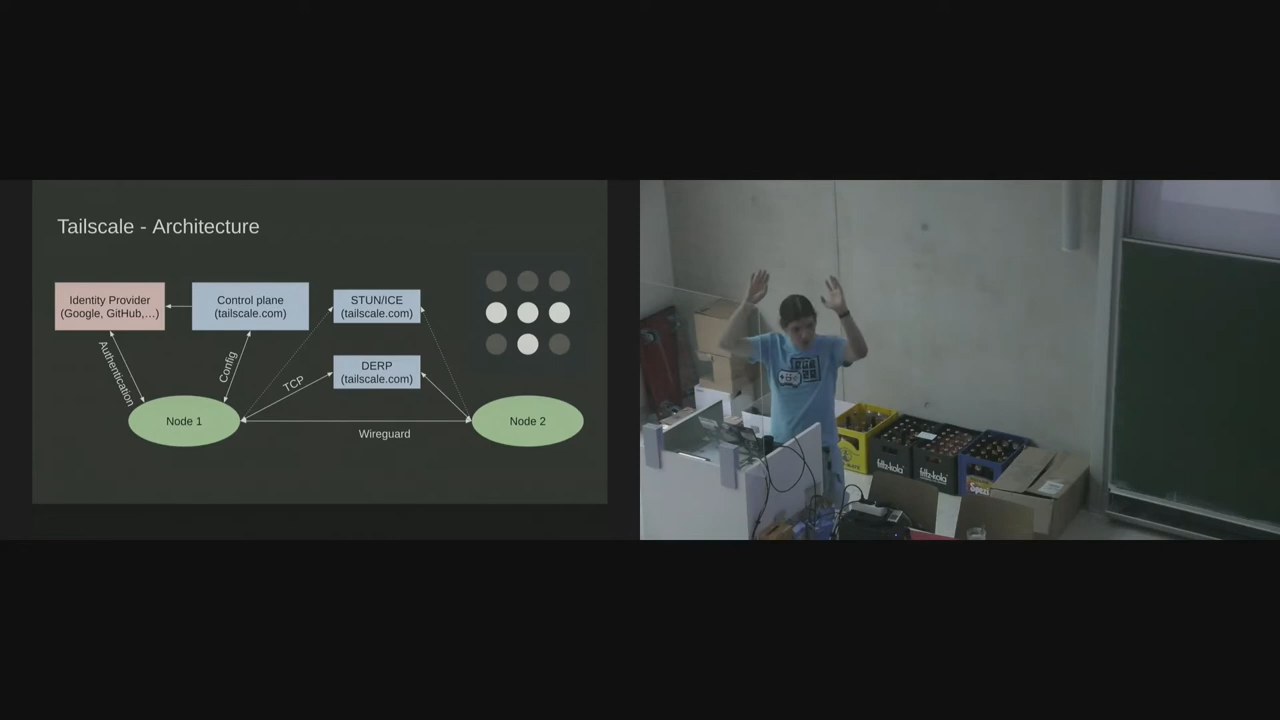 Tailscale - Architecture
Identity Provider
(Google, GitHub,...)
Control plane
(tailscale.com)
STUN/ICE
(tailscale.com)
DERP
(tailscale.com)
Authentication
Config
TCP
Node 1
Node 2
Wireguard
fritz-kola
fritz-kola